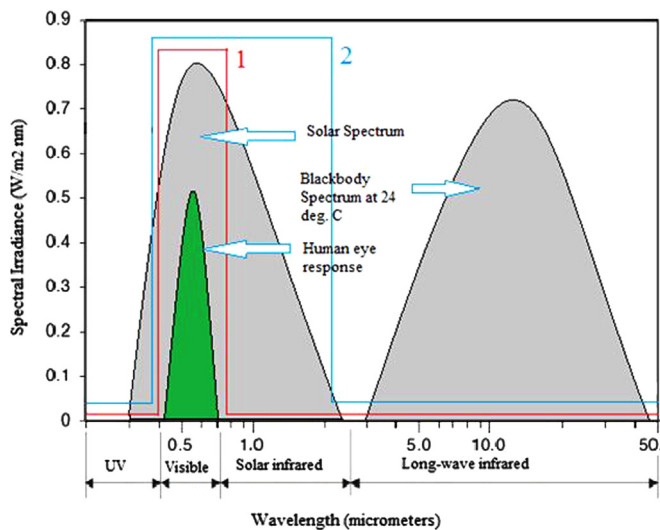 0.9
0.8
0.7
0.6
0.5
0.4
0.3
0.2
0.1
0
Spectral Irradiance (W/m2 nm)
1
2
Solar Spectrum
Blackbody
Spectrum at 24
deg. C
Human eye
response
0.5 1.0 5.0 10.0 50
UV Visible Solar infrared Long-wave infrared
Wavelength (micrometers)